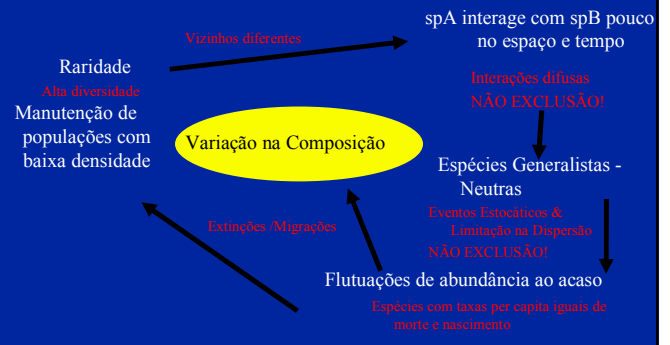 spA interage com spB pouco
no espaço e tempo
Vizinhos diferentes
Raridade
Alta diversidade
Manutenção de
populações com
baixa densidade
Interações difusas
NÃO EXCLUSÃO!
Variação na Composição
Espécies Generalistas -
Neutras
Eventos Estocáticos &
Limitação na Dispersão
NÃO EXCLUSÃO!
Extinções /Migrações
Flutuações de abundância ao acaso
Espécies com taxas per capita iguais de
morte e nascimento